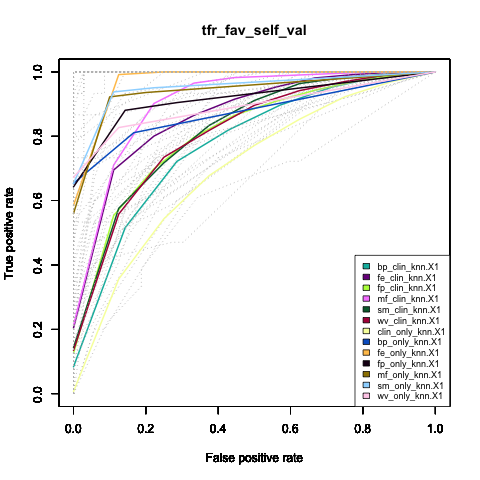 tfr_fav_self_val
True positive rate
1.0
0.8
0.6
0.4
0.2
0.0
bp_clin_knn.X1
fe_clin_knn.X1
fp_clin_knn.X1
mf_clin_knn.X1
sm_clin_knn.X1
wv_clin_knn.X1
clin_only_knn.X1
bp_only_knn.X1
fe_only_knn.X1
fp_only_knn.X1
mf_only_knn.X1
sm_only_knn.X1
wv_only_knn.X1
0.0 0.2 0.4 0.6 0.8 1.0
False positive rate